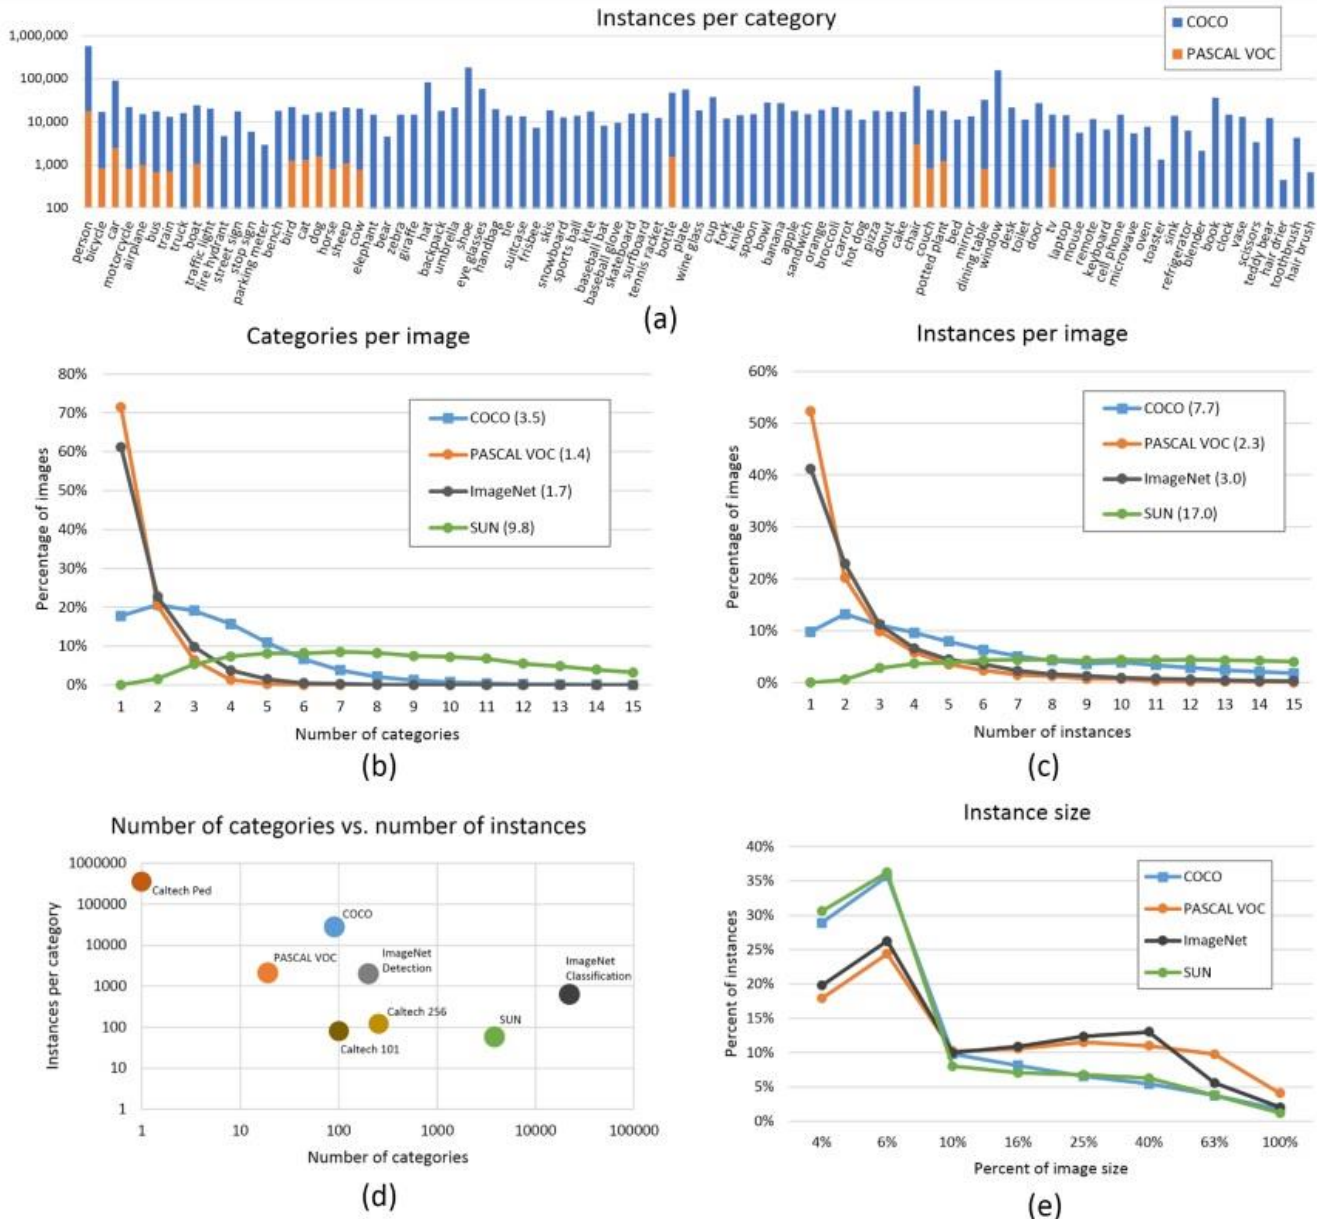 Instances per category
COCO
PASCAL VOC
1,000,000
100,000
10,000
1,000
100
person
bicycle
car
motorcycle
airplane
bus
train
truck
boat
traffic light
fire hydrant
street sign
stop sign
parking meter
bench
bird
cat
dog
horse
sheep
cow
elephant
bear
zebra
giraffe
hat
backpack
umbrella
shoe
eye glasses
handbag
tie
suitcase
frisbee
skis
snowboard
sports ball
kite
baseball bat
baseball glove
skateboard
surfboard
tennis racket
bottle
plate
wine glass
cup
fork
knife
spoon
bowl
banana
apple
sandwich
orange
broccoli
carrot
hot dog
pizza
donut
cake
chair
couch
potted plant
bed
mirror
dining table
window
desk
toilet
door
tv
laptop
mouse
remote
keyboard
cell phone
microwave
oven
toaster
sink
refrigerator
blender
book
clock
vase
scissors
teddy bear
hair drier
toothbrush
hair brush
(a)
Categories per image
80%
70%
60%
50%
40%
30%
20%
10%
0%
Percentage of images
COCO (3.5)
PASCAL VOC (1.4)
ImageNet (1.7)
SUN (9.8)
1 2 3 4 5 6 7 8 9 10 11 12 13 14 15
Number of categories
(b)
Instances per image
60%
50%
40%
30%
20%
10%
0%
Percentage of images
COCO (7.7)
PASCAL VOC (2.3)
ImageNet (3.0)
SUN (17.0)
1 2 3 4 5 6 7 8 9 10 11 12 13 14 15
Number of instances
(c)
Number of categories vs. number of instances
1000000
100000
10000
1000
100
10
1
Instances per category
Caltech Ped
COCO
PASCAL VOC
ImageNet
Detection
ImageNet
Classification
Caltech 256
Caltech 101
SUN
1 10 100 1000 10000 100000
Number of categories
(d)
Instance size
40%
35%
30%
25%
20%
15%
10%
5%
0%
Percent of instances
COCO
PASCAL VOC
ImageNet
SUN
4% 6% 10% 16% 25% 40% 63% 100%
Percent of image size
(e)